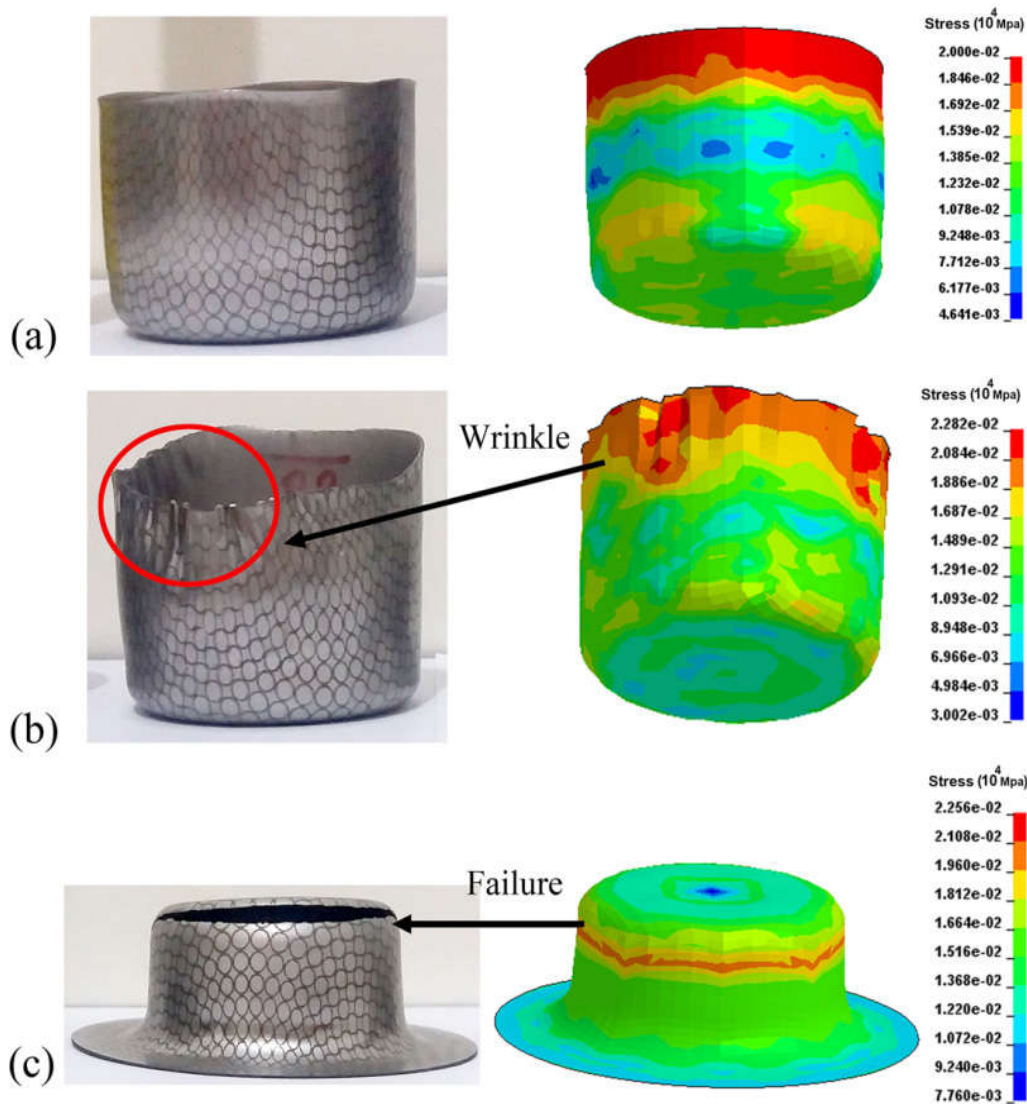 Stress (10⁴ Mpa)
2.000e-02
1.846e-02
1.692e-02
1.539e-02
1.385e-02
1.232e-02
1.078e-02
9.248e-03
7.712e-03
6.177e-03
4.641e-03
(a)
Stress (10⁴ Mpa)
Wrinkle
2.282e-02
2.084e-02
1.886e-02
1.687e-02
1.489e-02
1.291e-02
1.093e-02
8.948e-03
6.966e-03
4.984e-03
3.002e-03
(b)
Stress (10⁴ Mpa)
Failure
2.256e-02
2.108e-02
1.960e-02
1.812e-02
1.664e-02
1.516e-02
1.368e-02
1.220e-02
1.072e-02
9.240e-03
7.760e-03
(c)